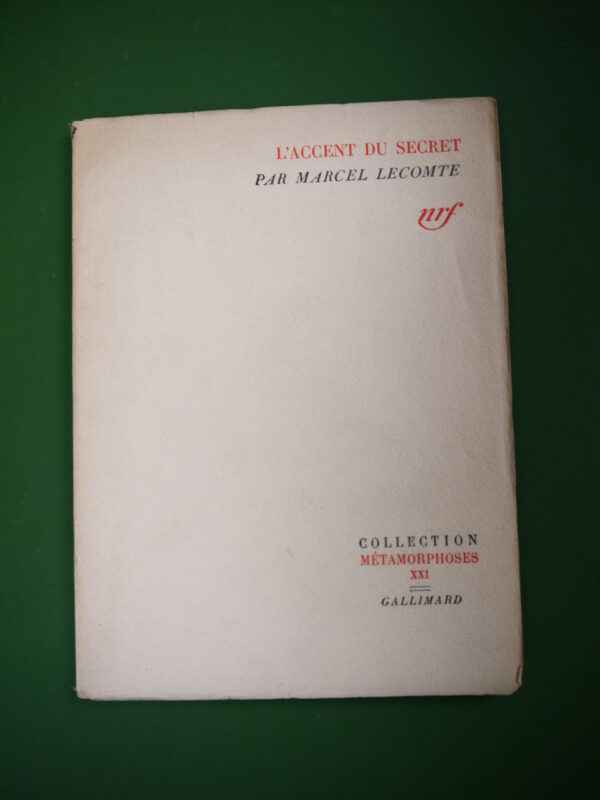 L'ACCENT DU SECRET
PAR MARCEL LECOMTE
nrf
COLLECTION
MÉTAMORPHOSES
XXI
GALLIMARD